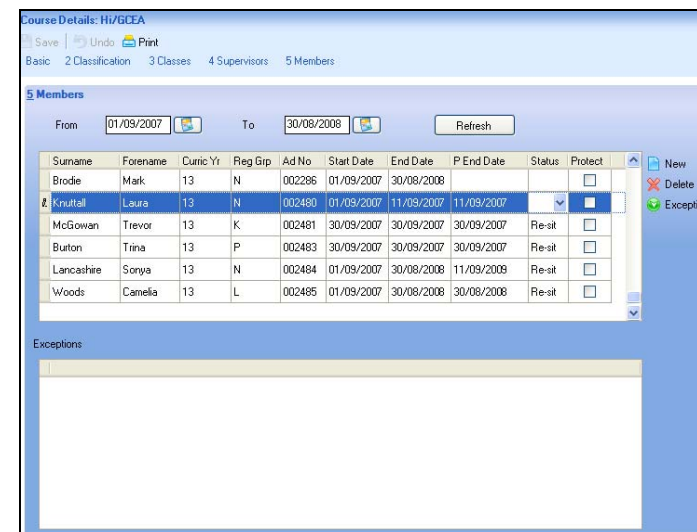 Course Details: Hi/GCEA
Save Undo Print
Basic 2 Classification 3 Classes 4 Supervisors 5 Members
5 Members
From 01/09/2007 To 30/08/2008 Refresh
Surname Forename Curric Yr Reg Grp Ad No Start Date End Date P End Date Status Protect
Brodie Mark 13 N 002286 01/09/2007 30/08/2008
Knuttall Laura 13 N 002480 01/09/2007 11/09/2007 11/09/2007
McGowan Trevor 13 K 002481 30/09/2007 30/09/2007 30/09/2007 Re-sit
Burton Trina 13 P 002483 30/09/2007 30/09/2007 30/09/2007 Re-sit
Lancashire Sonya 13 N 002484 01/09/2007 30/08/2008 11/09/2009 Re-sit
Woods Camelia 13 L 002485 01/09/2007 30/08/2008 30/08/2008 Re-sit
New
Delete
Excepti
Exceptions